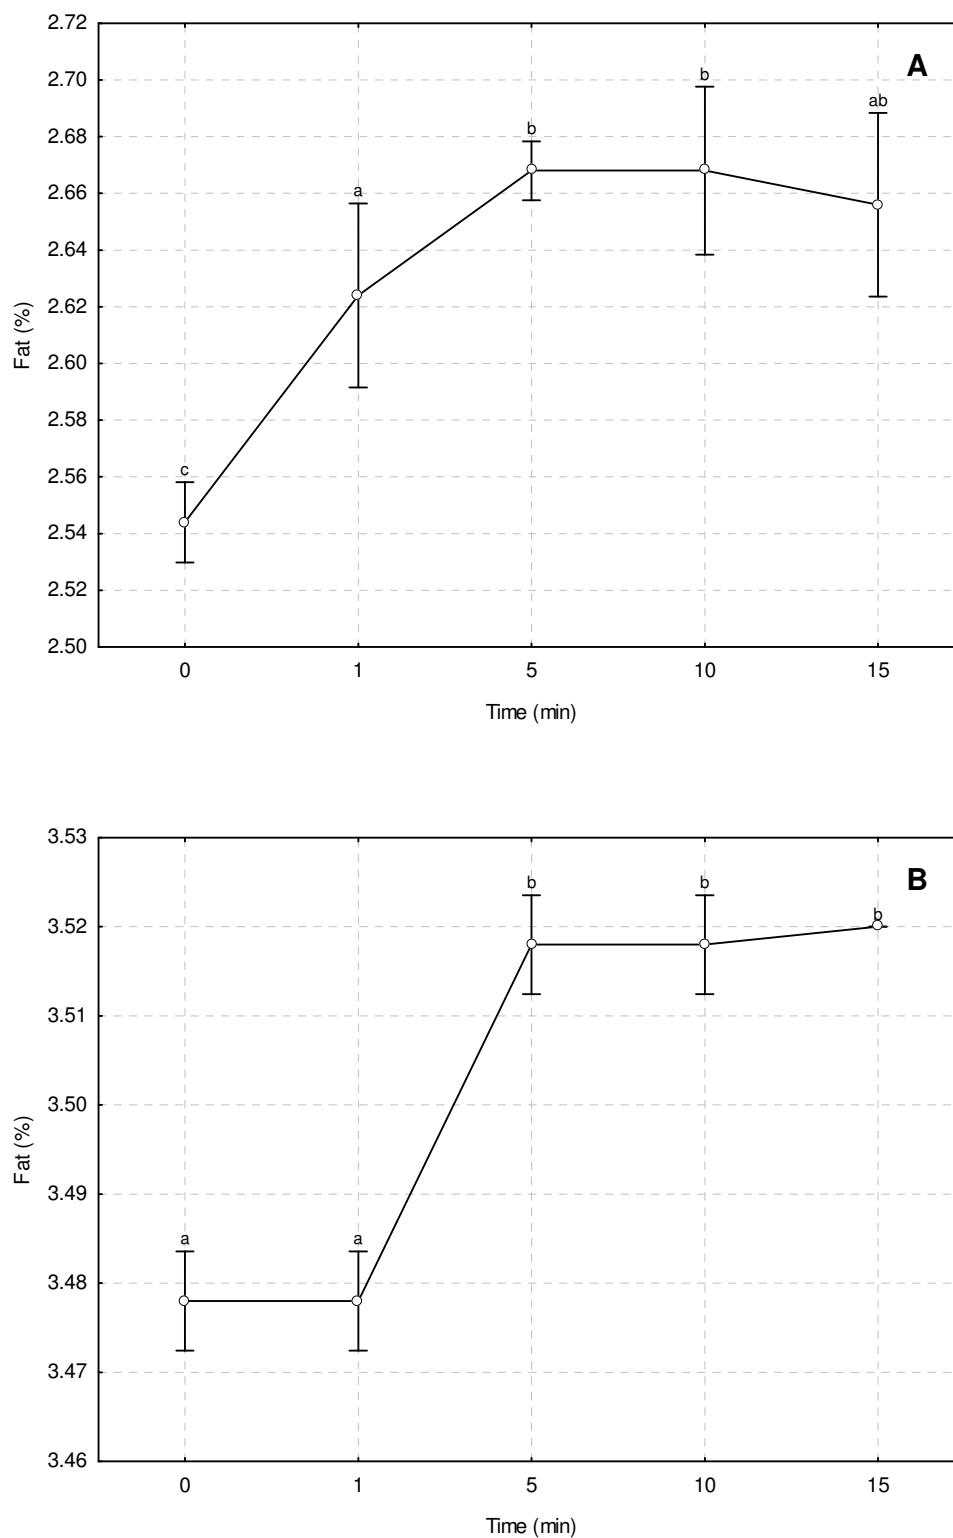 2.72
A
2.70
b
ab
2.68
b
2.66
a
2.64
2.62
Fat (%)
2.60
2.58
c
2.56
2.54
2.52
2.50
0 1 5 10 15
Time (min)
3.53
B
b b
b
3.52
3.51
3.50
Fat (%)
3.49
a a
3.48
3.47
3.46
0 1 5 10 15
Time (min)